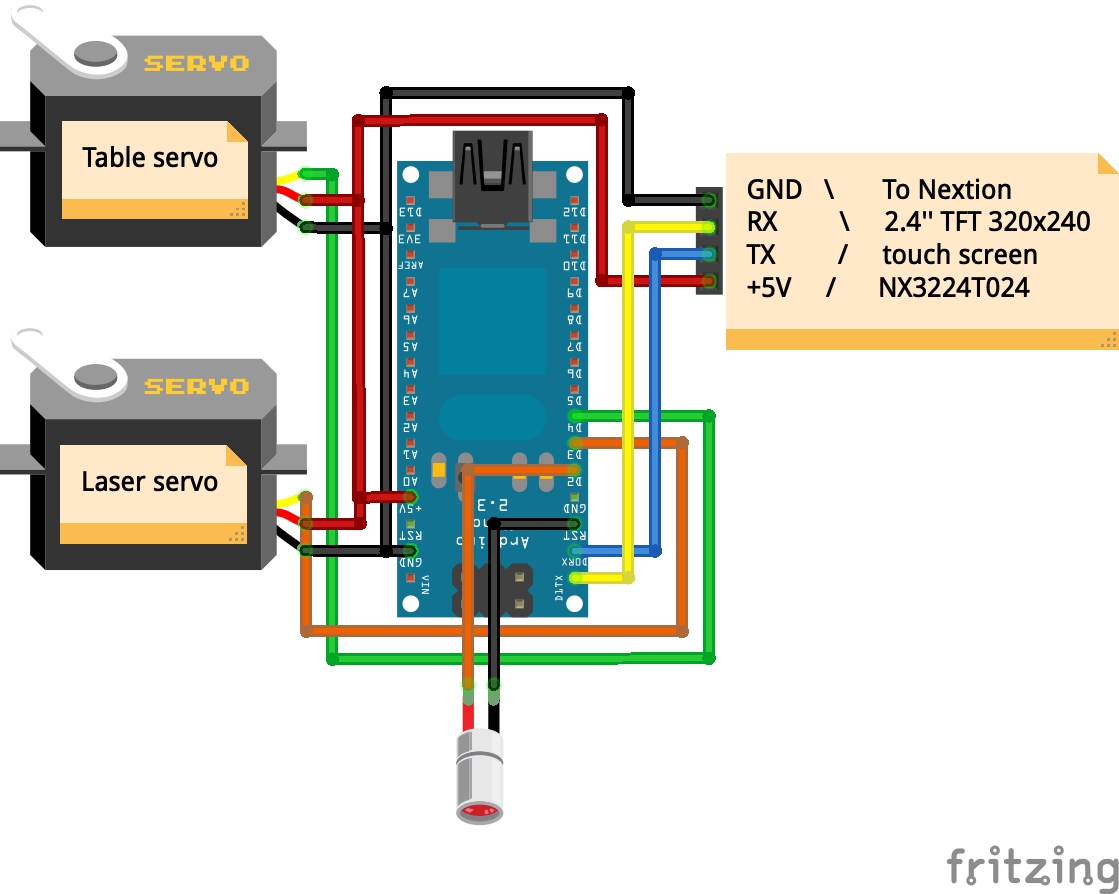 SERVO
Table servo
GND \ To Nextion
RX \ 2.4'' TFT 320x240
TX / touch screen
+5V / NX3224T024
SERVO
Laser servo
D13
3V3
AREF
A7
A6
A5
A4
A3
A2
A1
A0
+5V
RST
GND
VIN
D12
D11
D10
D9
D8
D7
D6
D5
D4
D3
D2
GND
RST
D0RX
D1TX
2.3
Arduino
fritzing